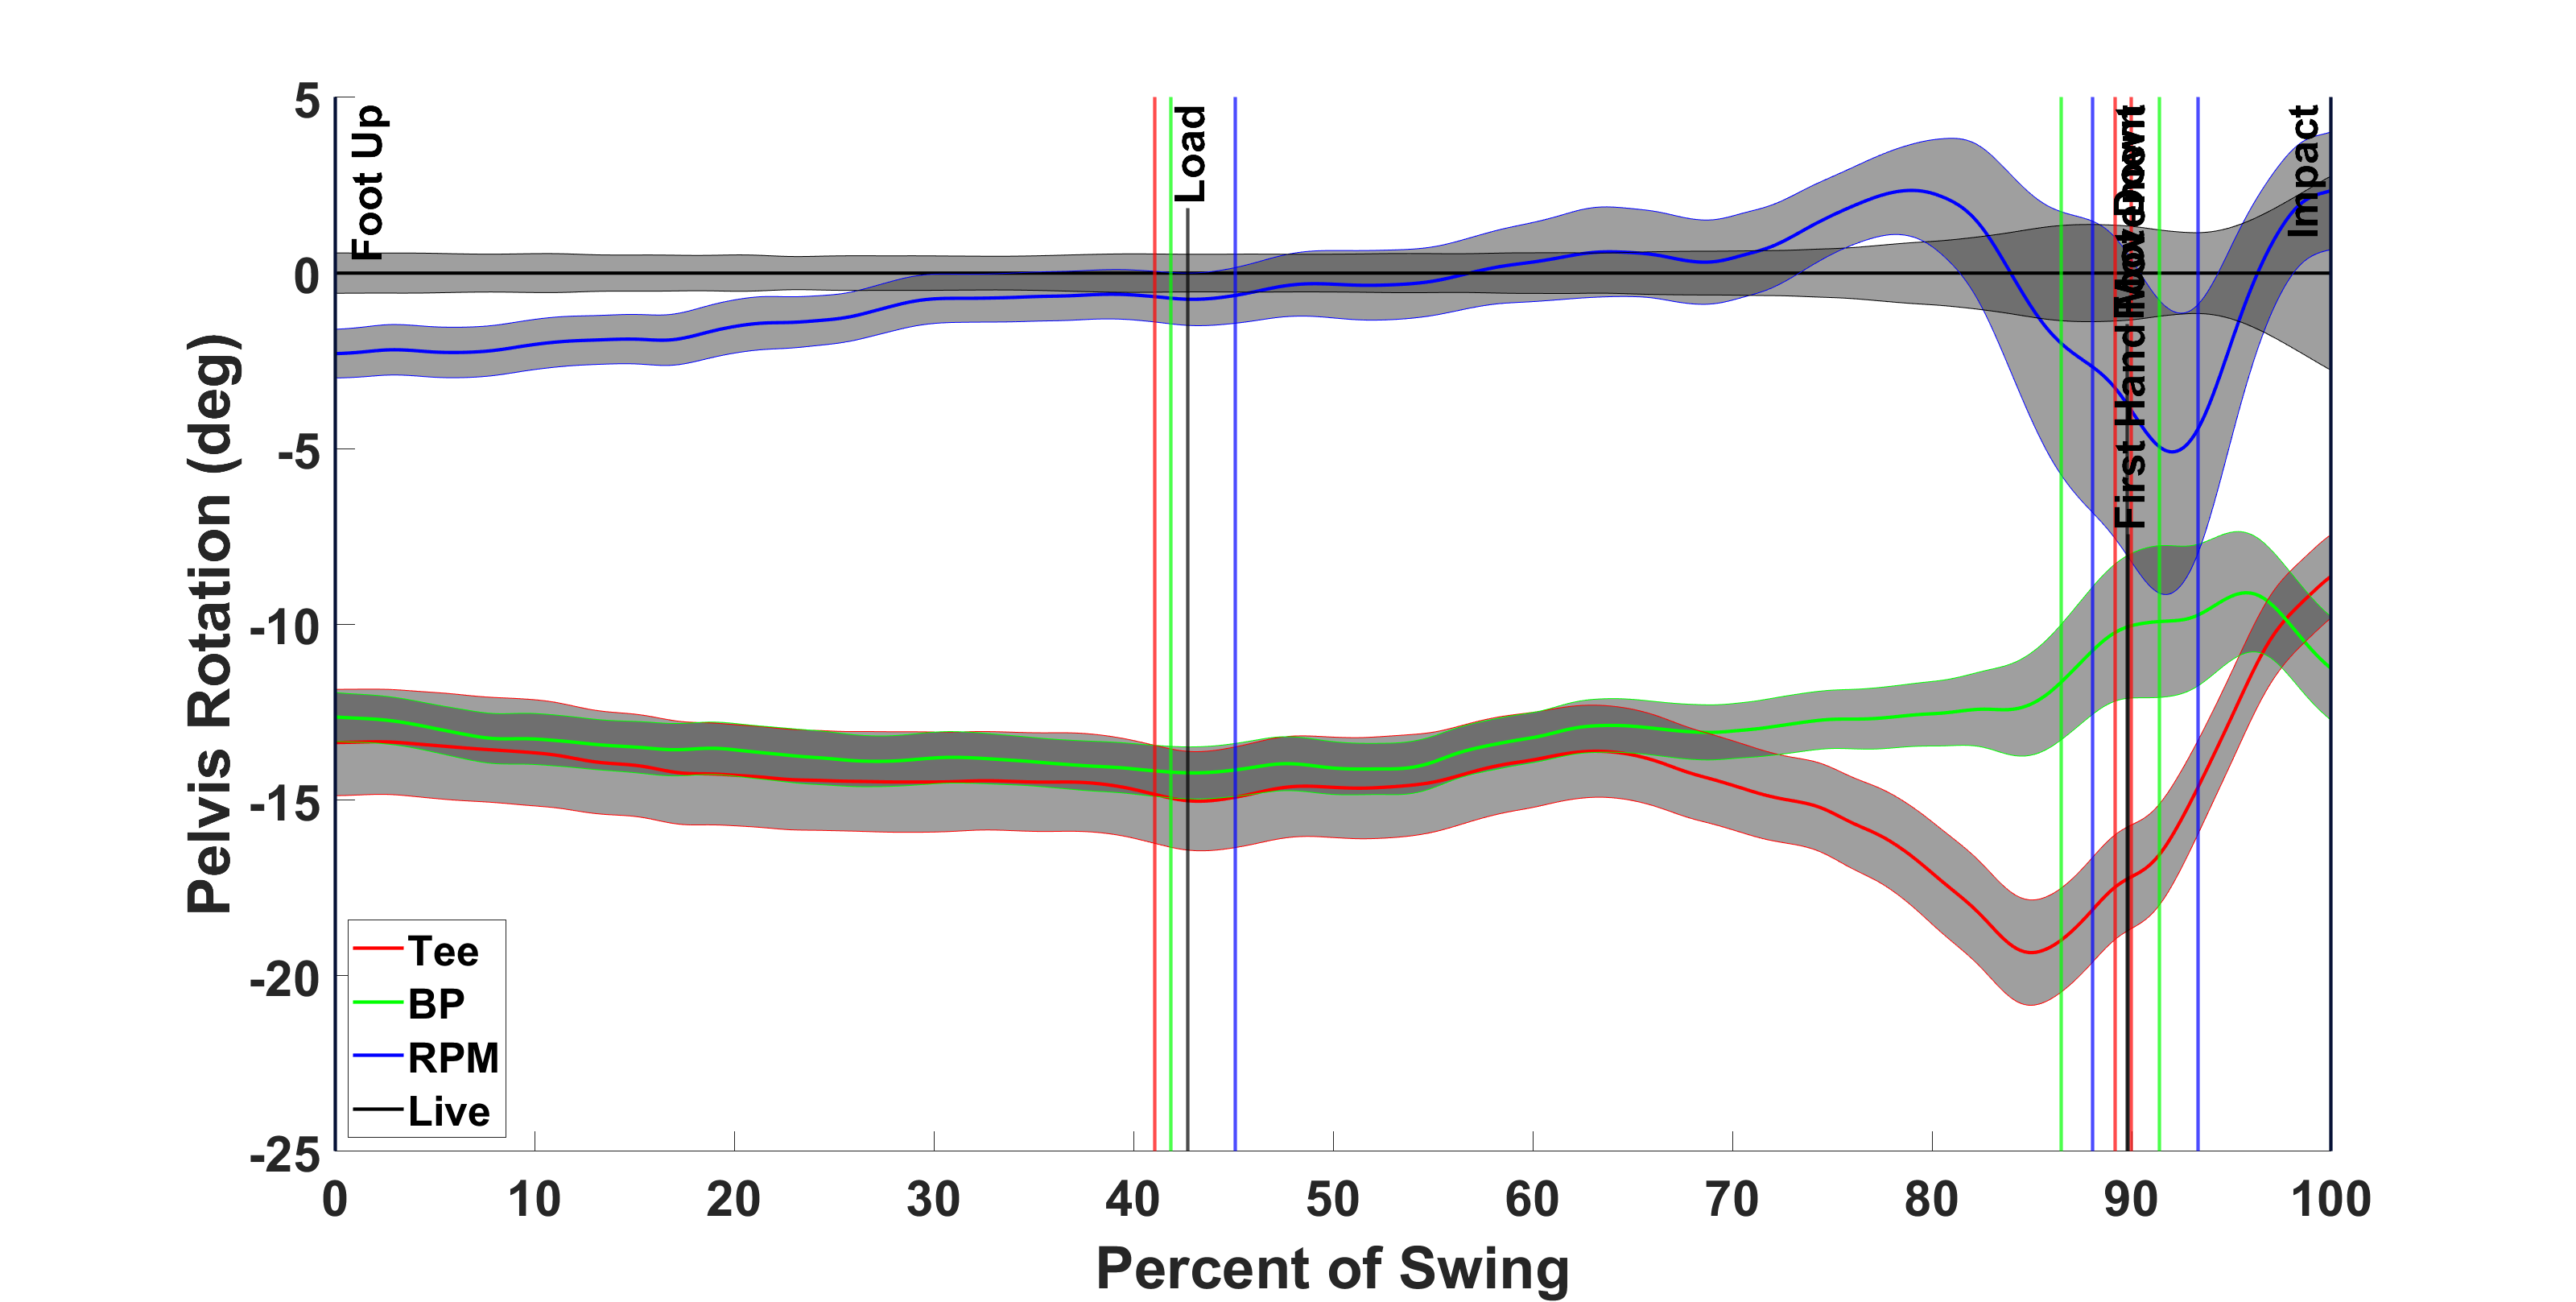 5
0
-5
-10
-15
-20
-25
Pelvis Rotation (deg)
Foot Up
Load
First Hand Movement
Impact
Tee
BP
RPM
Live
0 10 20 30 40 50 60 70 80 90 100
Percent of Swing